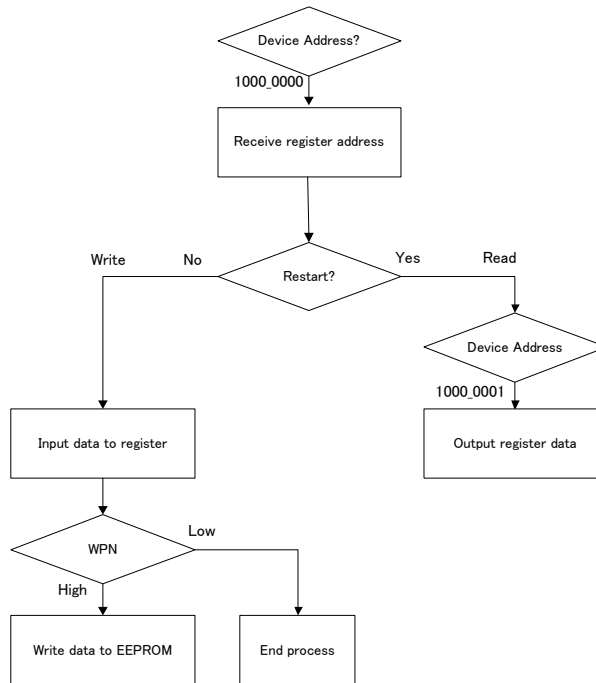 Device Address?
1000_0000
Receive register address
Write
No
Restart?
Yes
Read
Device Address
1000_0001
Input data to register
Output register data
WPN
Low
High
Write data to EEPROM
End process